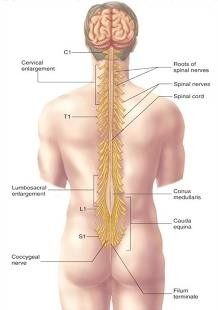 C1
Cervical
enlargement
Roots of
spinal nerves
Spinal nerves
Spinal cord
T1
Lumbosacral
enlargement
Conus
medullaris
L1
Cauda
equina
S1
Coccygeal
nerve
Filum
terminale